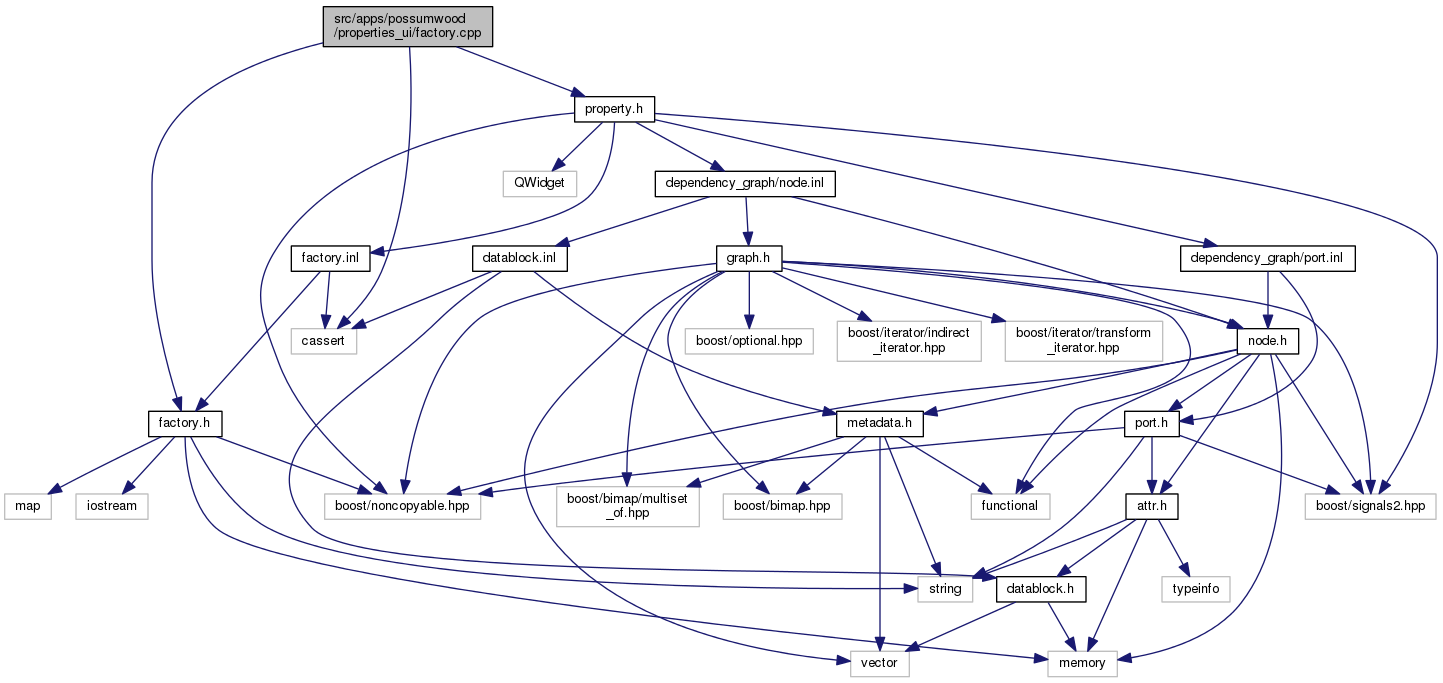 src/apps/possumwood
/properties_ui/factory.cpp
property.h
QWidget
dependency_graph/node.inl
factory.inl
datablock.inl
graph.h
dependency_graph/port.inl
cassert
boost/optional.hpp
boost/iterator/indirect
_iterator.hpp
boost/iterator/transform
_iterator.hpp
node.h
factory.h
metadata.h
port.h
map
iostream
boost/noncopyable.hpp
boost/bimap/multiset
_of.hpp
boost/bimap.hpp
functional
attr.h
boost/signals2.hpp
string
datablock.h
typeinfo
vector
memory